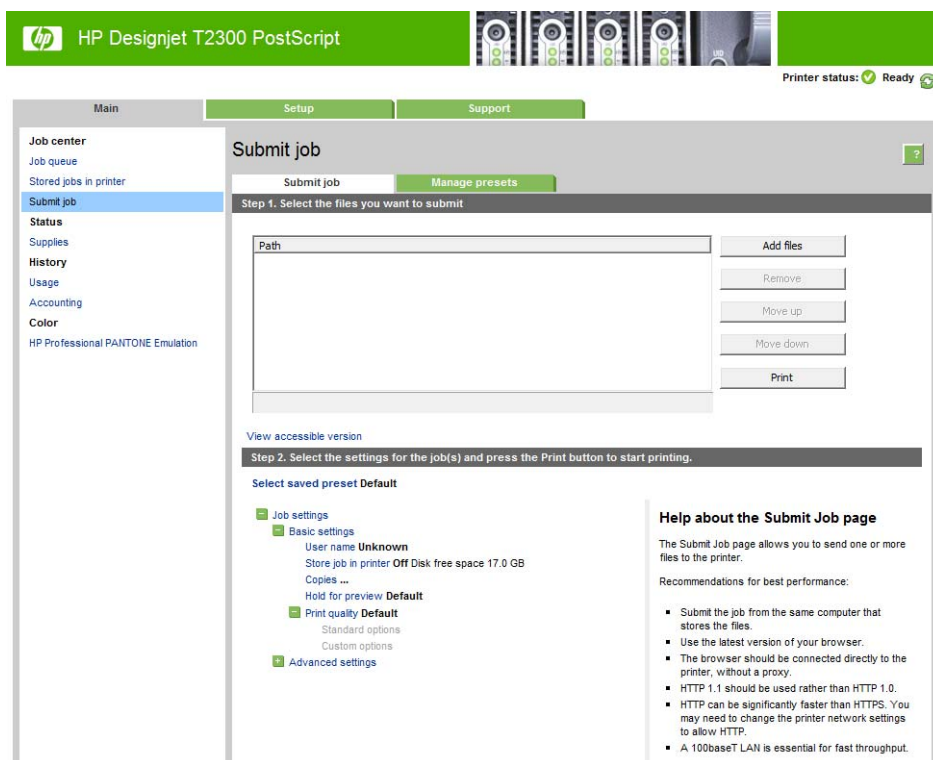 hp HP Designjet T2300 PostScript
UID
Printer status: Ready
Main Setup Support
Job center
Job queue
Stored jobs in printer
Submit job
Status
Supplies
History
Usage
Accounting
Color
HP Professional PANTONE Emulation
Submit job
?
Submit job Manage presets
Step 1. Select the files you want to submit
Path
Add files
Remove
Move up
Move down
Print
View accessible version
Step 2. Select the settings for the job(s) and press the Print button to start printing.
Select saved preset Default
Job settings
Basic settings
User name Unknown
Store job in printer Off Disk free space 17.0 GB
Copies ...
Hold for preview Default
Print quality Default
Standard options
Custom options
Advanced settings
Help about the Submit Job page
The Submit Job page allows you to send one or more
files to the printer.
Recommendations for best performance:
Submit the job from the same computer that
stores the files.
Use the latest version of your browser.
The browser should be connected directly to the
printer, without a proxy.
HTTP 1.1 should be used rather than HTTP 1.0.
HTTP can be significantly faster than HTTPS. You
may need to change the printer network settings
to allow HTTP.
A 100baseT LAN is essential for fast throughput.